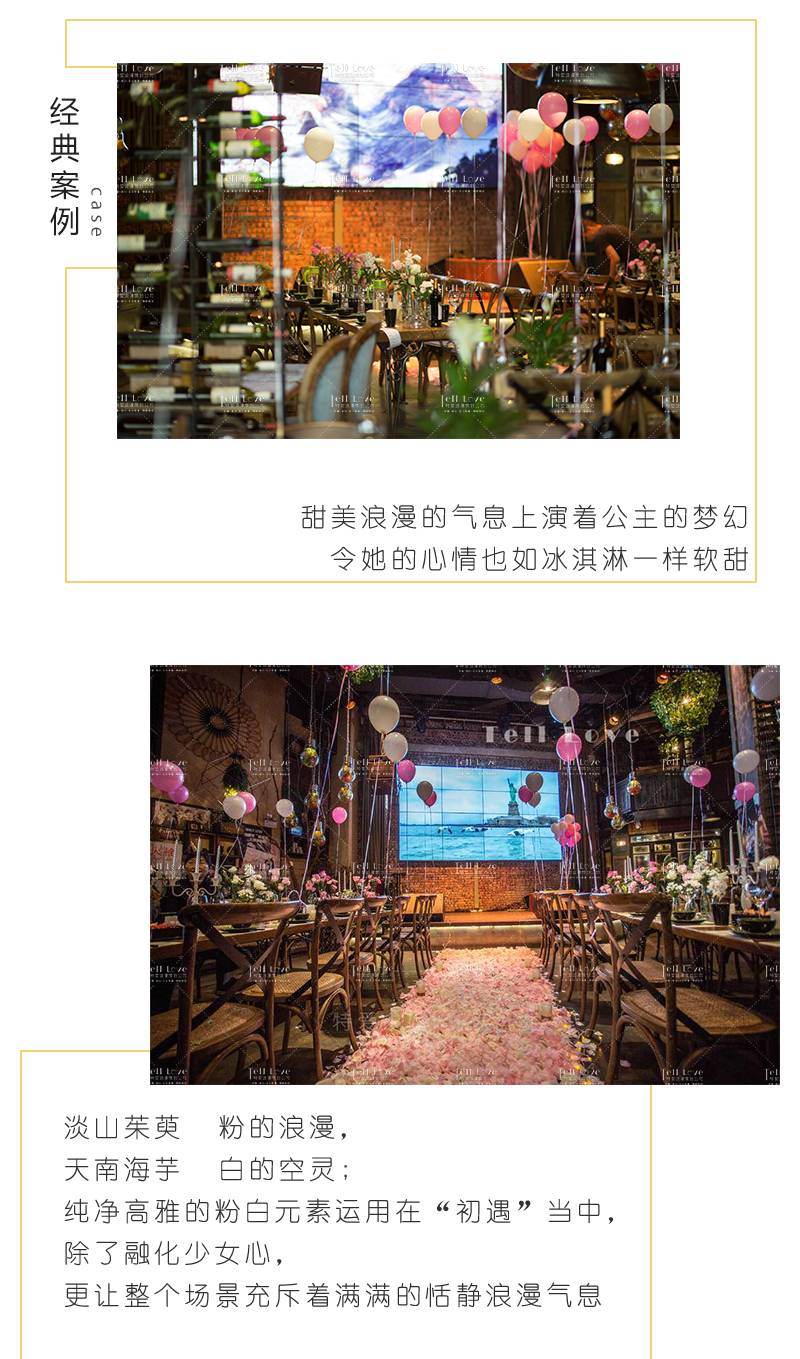 经典案例
case
甜美浪漫的气息上演着公主的梦幻
令她的心情也如冰淇淋一样软甜
Tell Love
淡山茱萸　粉的浪漫，
天南海芋　白的空灵；
纯净高雅的粉白元素运用在“初遇”当中，
除了融化少女心，
更让整个场景充斥着满满的恬静浪漫气息